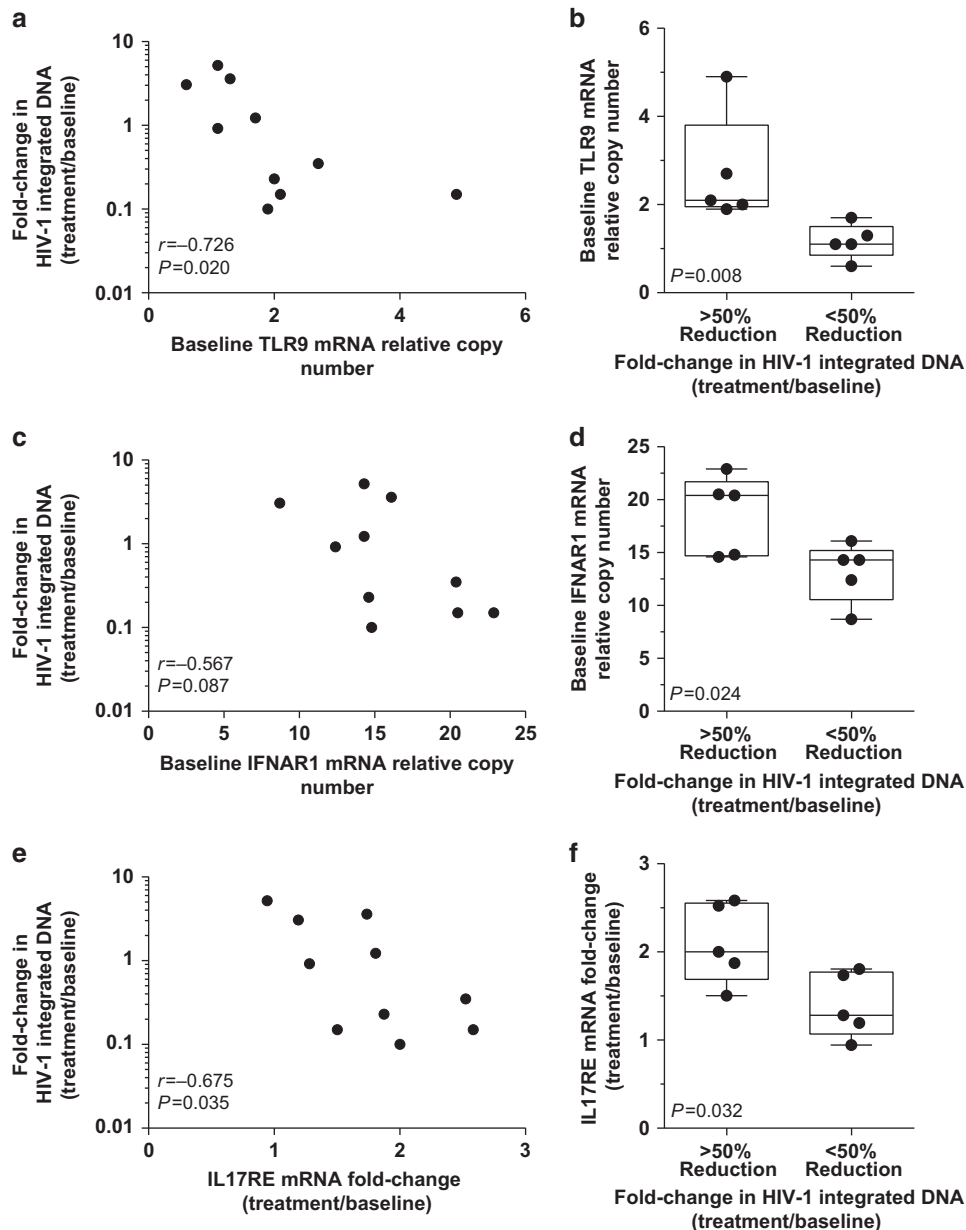 a
Fold-change in
HIV-1 integrated DNA
(treatment/baseline)
10
1
0.1
0.01
r=–0.726
P=0.020
0 2 4 6
Baseline TLR9 mRNA relative copy
number
b
Baseline TLR9 mRNA
relative copy number
6
4
2
0
P=0.008
>50% <50%
Reduction Reduction
Fold-change in HIV-1 integrated DNA
(treatment/baseline)
c
Fold-change in
HIV-1 integrated DNA
(treatment/baseline)
10
1
0.1
0.01
r=–0.567
P=0.087
0 5 10 15 20 25
Baseline IFNAR1 mRNA relative copy
number
d
Baseline IFNAR1 mRNA
relative copy number
25
20
15
10
5
0
P=0.024
>50% <50%
Reduction Reduction
Fold-change in HIV-1 integrated DNA
(treatment/baseline)
e
Fold-change in
HIV-1 integrated DNA
(treatment/baseline)
10
1
0.1
0.01
r=–0.675
P=0.035
0 1 2 3
IL17RE mRNA fold-change
(treatment/baseline)
f
IL17RE mRNA fold-change
(treatment/baseline)
3
2
1
0
P=0.032
>50% <50%
Reduction Reduction
Fold-change in HIV-1 integrated DNA
(treatment/baseline)